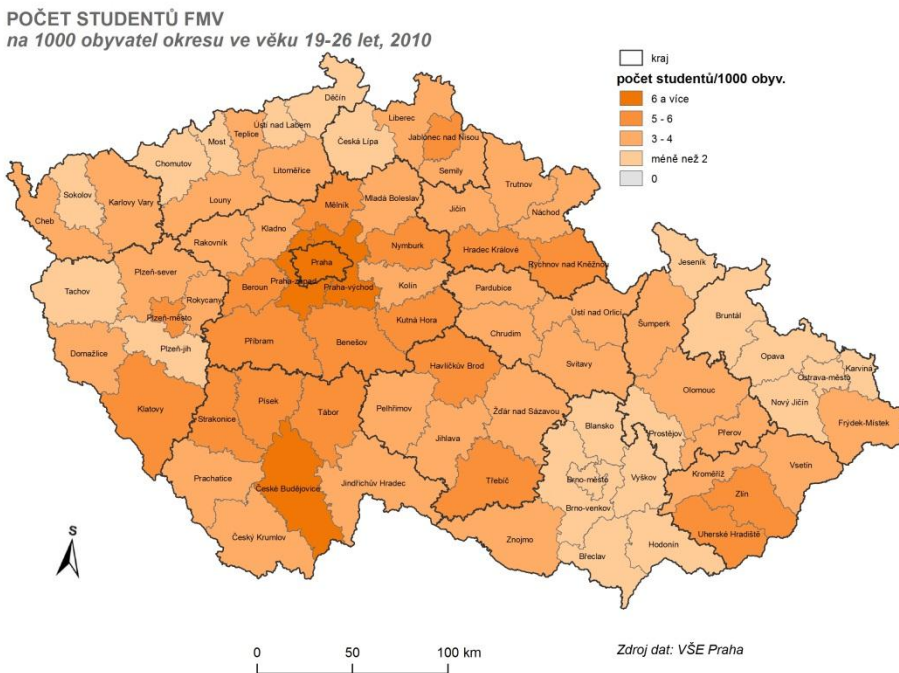 POČET STUDENTŮ FMV
na 1000 obyvatel okresu ve věku 19-26 let, 2010
kraj
počet studentů/1000 obyv.
6 a více
5 - 6
3 - 4
méně než 2
0
Děčín
Ústí nad Labem
Teplice
Most
Chomutov
Česká Lípa
Liberec
Jablonec nad Nisou
Semily
Litoměřice
Trutnov
Sokolov
Karlovy Vary
Louny
Mělník
Mladá Boleslav
Jičín
Náchod
Cheb
Rakovník
Kladno
Nymburk
Hradec Králové
Rychnov nad Kněžnou
Praha
Jeseník
Plzeň-sever
Beroun
Praha-západ
Praha-východ
Kolín
Pardubice
Tachov
Rokycany
Kutná Hora
Ústí nad Orlicí
Šumperk
Bruntál
Plzeň-město
Příbram
Benešov
Chrudim
Domažlice
Plzeň-jih
Svitavy
Opava
Ostrava-město
Karviná
Havlíčkův Brod
Olomouc
Nový Jičín
Klatovy
Strakonice
Písek
Tábor
Pelhřimov
Žďár nad Sázavou
Frýdek-Místek
Blansko
Prostějov
Přerov
Jihlava
Vsetín
Kroměříž
Prachatice
České Budějovice
Jindřichův Hradec
Třebíč
Brno-město
Vyškov
Zlín
Brno-venkov
Uherské Hradiště
Český Krumlov
Znojmo
Břeclav
Hodonín
S
0 50 100 km
Zdroj dat: VŠE Praha